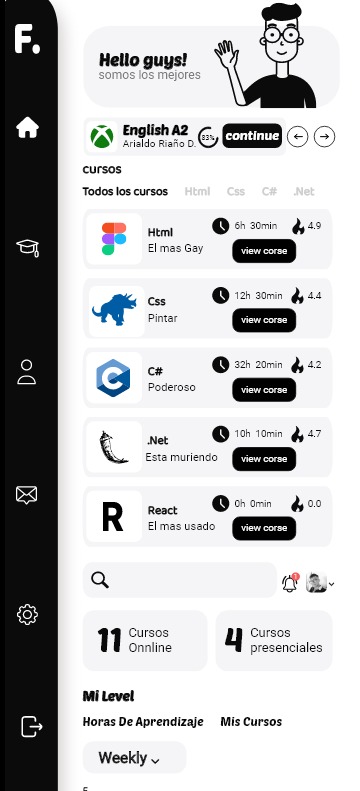 F.
Hello guys!
somos los mejores
English A2
Arialdo Riaño D.
83%
continue
cursos
Todos los cursos Html Css C# .Net
Html
El mas Gay
6h 30min
4.9
view corse
Css
Pintar
12h 30min
4.4
view corse
C#
Poderoso
32h 20min
4.2
view corse
.Net
Esta muriendo
10h 10min
4.7
view corse
R
React
El mas usado
0h 0min
0.0
view corse
11 Cursos
Onnline
4 Cursos
presenciales
Mi Level
Horas De Aprendizaje Mis Cursos
Weekly